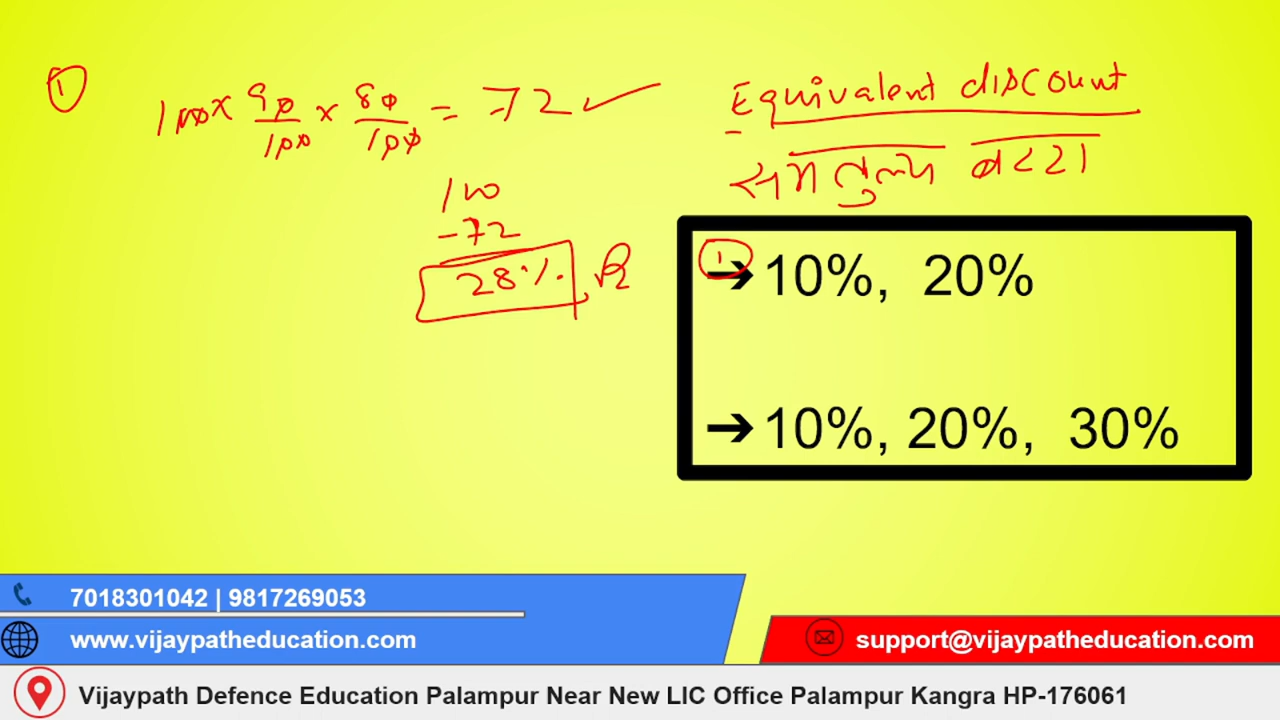 ①
100 × 90/100 × 80/100 = 72 ✓
100
-72
28%.
Equivalent discount
समतुल्य बट्टा
① ➔ 10%, 20%
➔ 10%, 20%, 30%
7018301042 | 9817269053
www.vijaypatheducation.com
support@vijaypatheducation.com
Vijaypath Defence Education Palampur Near New LIC Office Palampur Kangra HP-176061